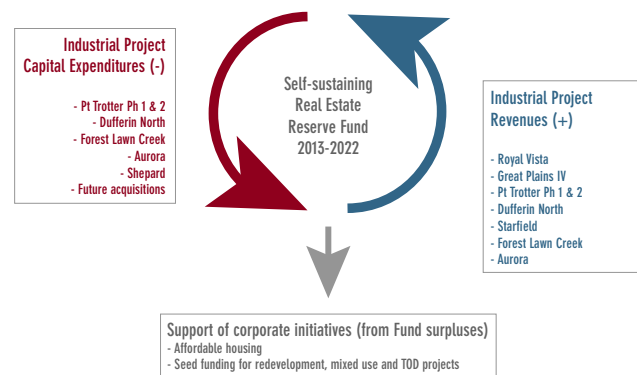 Industrial Project
Capital Expenditures (-)
- Pt Trotter Ph 1 & 2
- Dufferin North
- Forest Lawn Creek
- Aurora
- Shepard
- Future acquisitions
Self-sustaining
Real Estate
Reserve Fund
2013-2022
Industrial Project
Revenues (+)
- Royal Vista
- Great Plains IV
- Pt Trotter Ph 1 & 2
- Dufferin North
- Starfield
- Forest Lawn Creek
- Aurora
Support of corporate initiatives (from Fund surpluses)
- Affordable housing
- Seed funding for redevelopment, mixed use and TOD projects